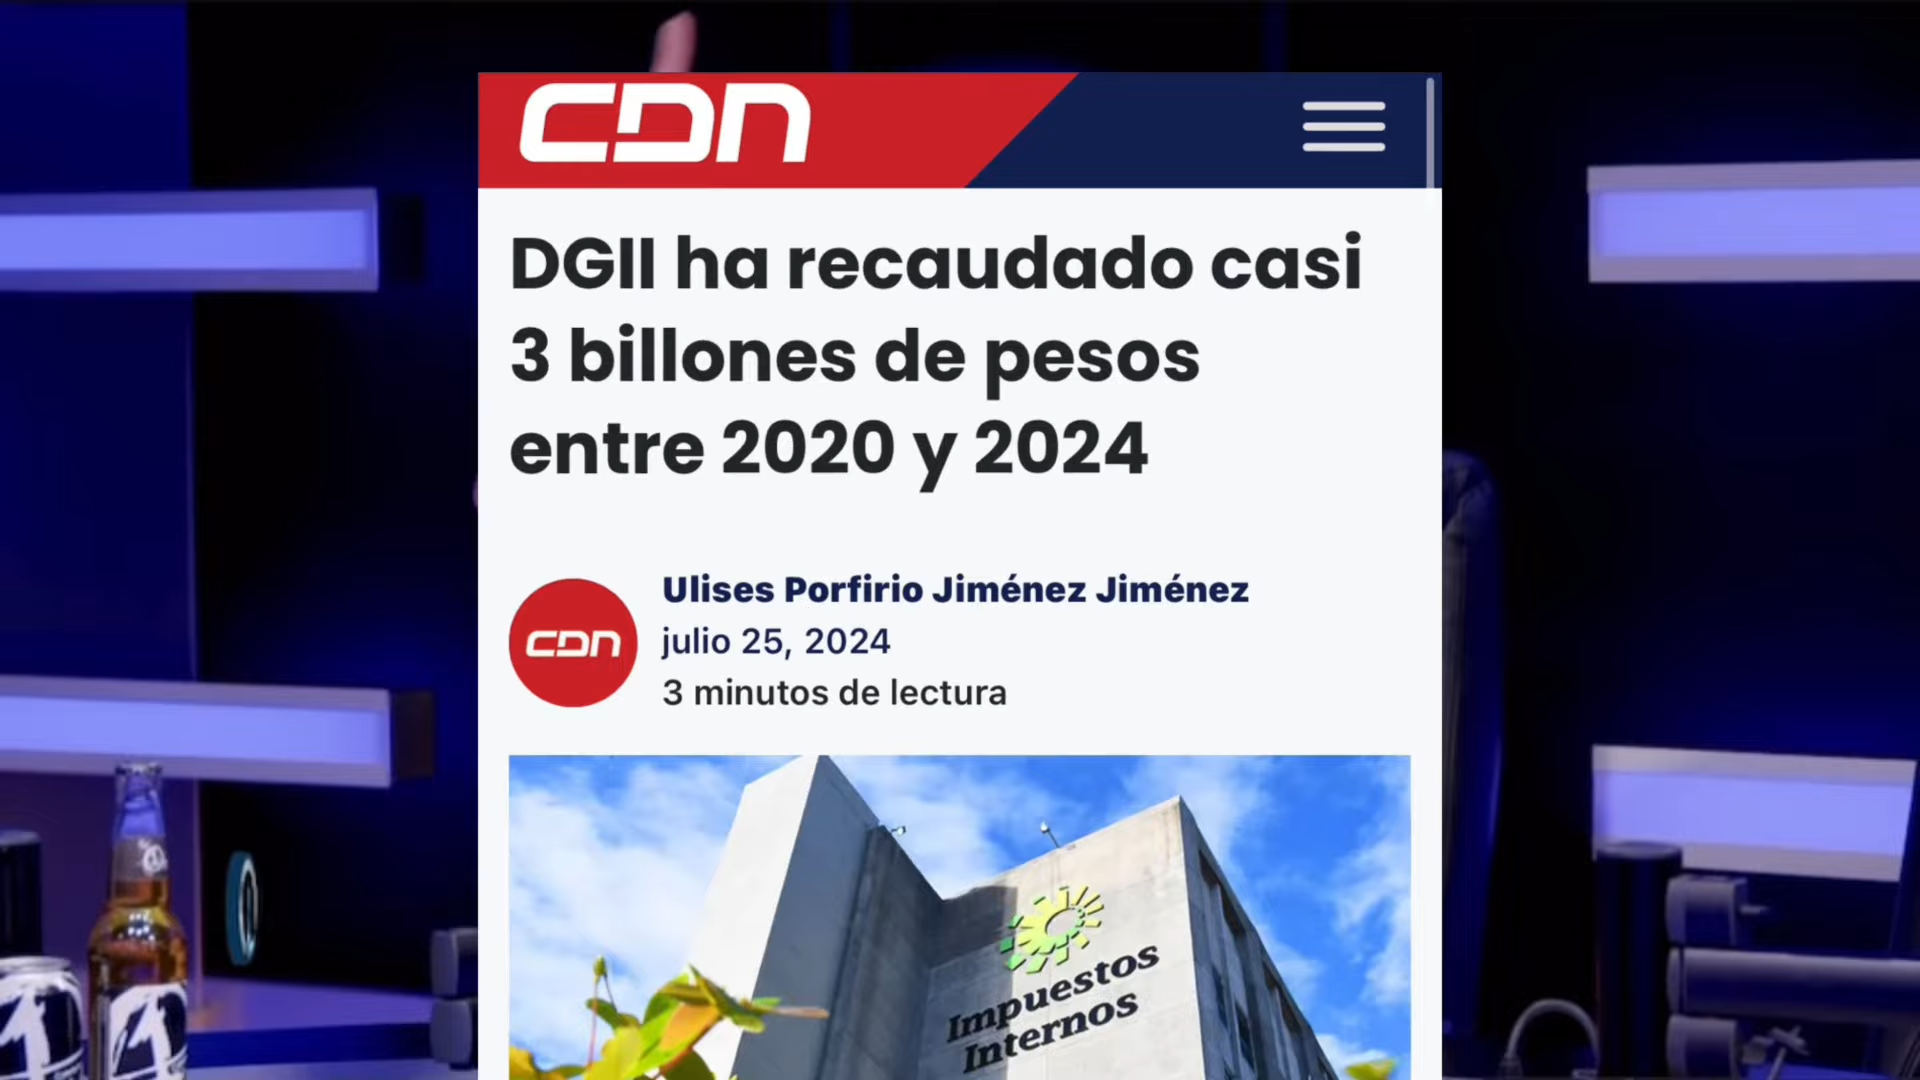 CDN
DGII ha recaudado casi
3 billones de pesos
entre 2020 y 2024
Ulises Porfirio Jiménez Jiménez
CDN
julio 25, 2024
3 minutos de lectura
Impuestos
Internos